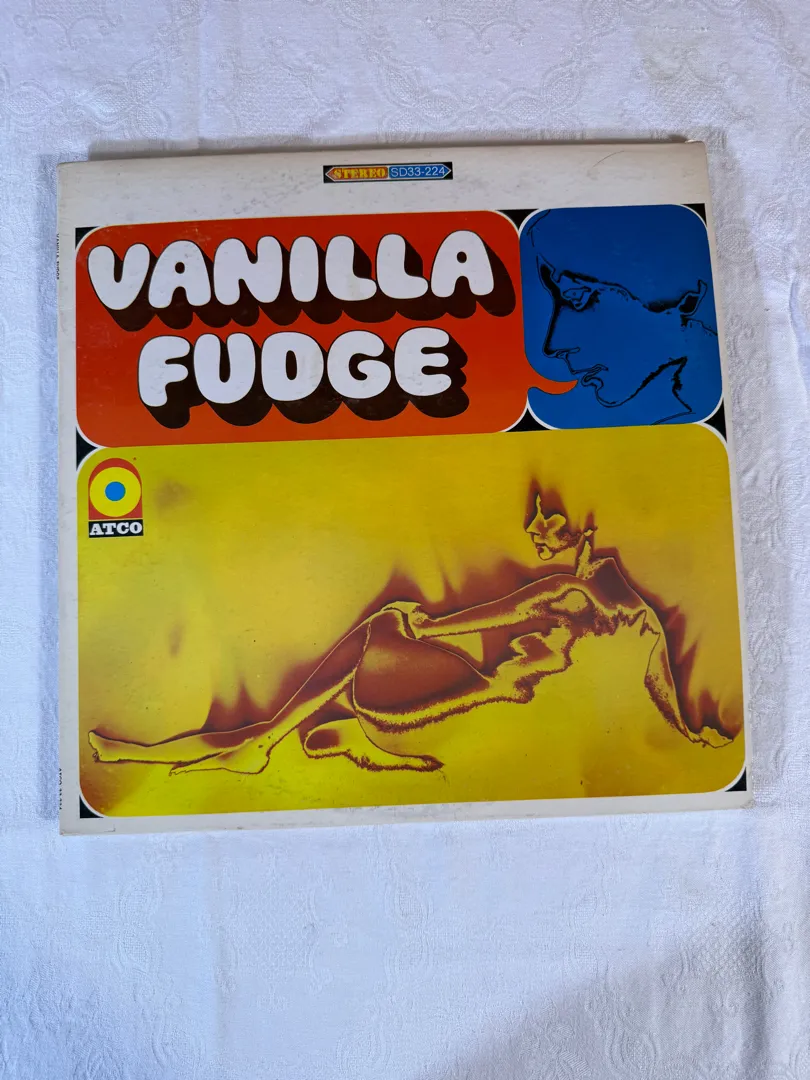 STEREO SD33-224
VANILLA
FUDGE
ATCO